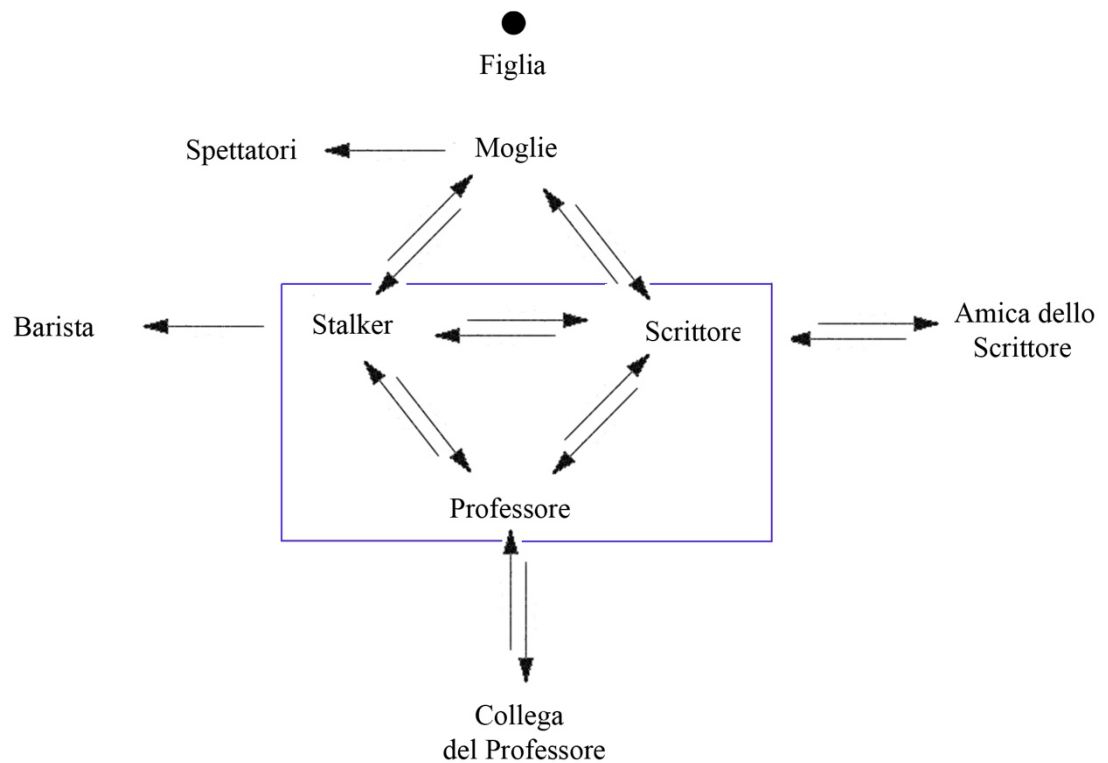 Figlia
Spettatori
Moglie
Barista
Stalker
Scrittore
Amica dello
Scrittore
Professore
Collega
del Professore